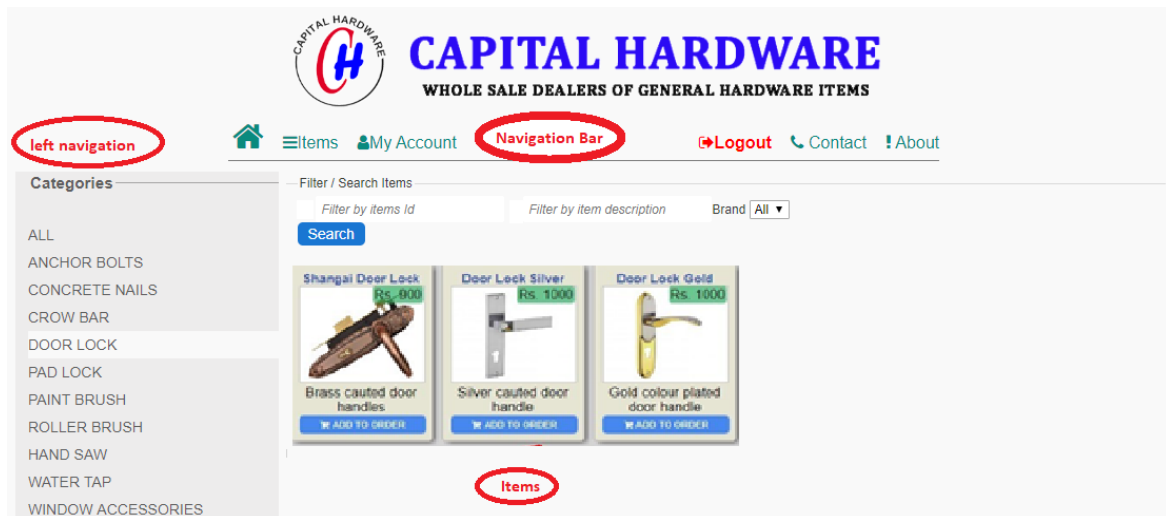 CAPITAL HARDWARE
CH
CAPITAL HARDWARE
WHOLE SALE DEALERS OF GENERAL HARDWARE ITEMS
left navigation
Items My Account Navigation Bar Logout Contact ! About
Categories
ALL
ANCHOR BOLTS
CONCRETE NAILS
CROW BAR
DOOR LOCK
PAD LOCK
PAINT BRUSH
ROLLER BRUSH
HAND SAW
WATER TAP
WINDOW ACCESSORIES
Filter / Search Items
Filter by items Id Filter by item description Brand All
Search
Shangai Door Lock
Rs. 900
Brass cauted door
handles
ADD TO ORDER
Door Lock Silver
Rs. 1000
Silver cauted door
handle
ADD TO ORDER
Door Lock Gold
Rs. 1000
Gold colour plated
door handle
ADD TO ORDER
Items